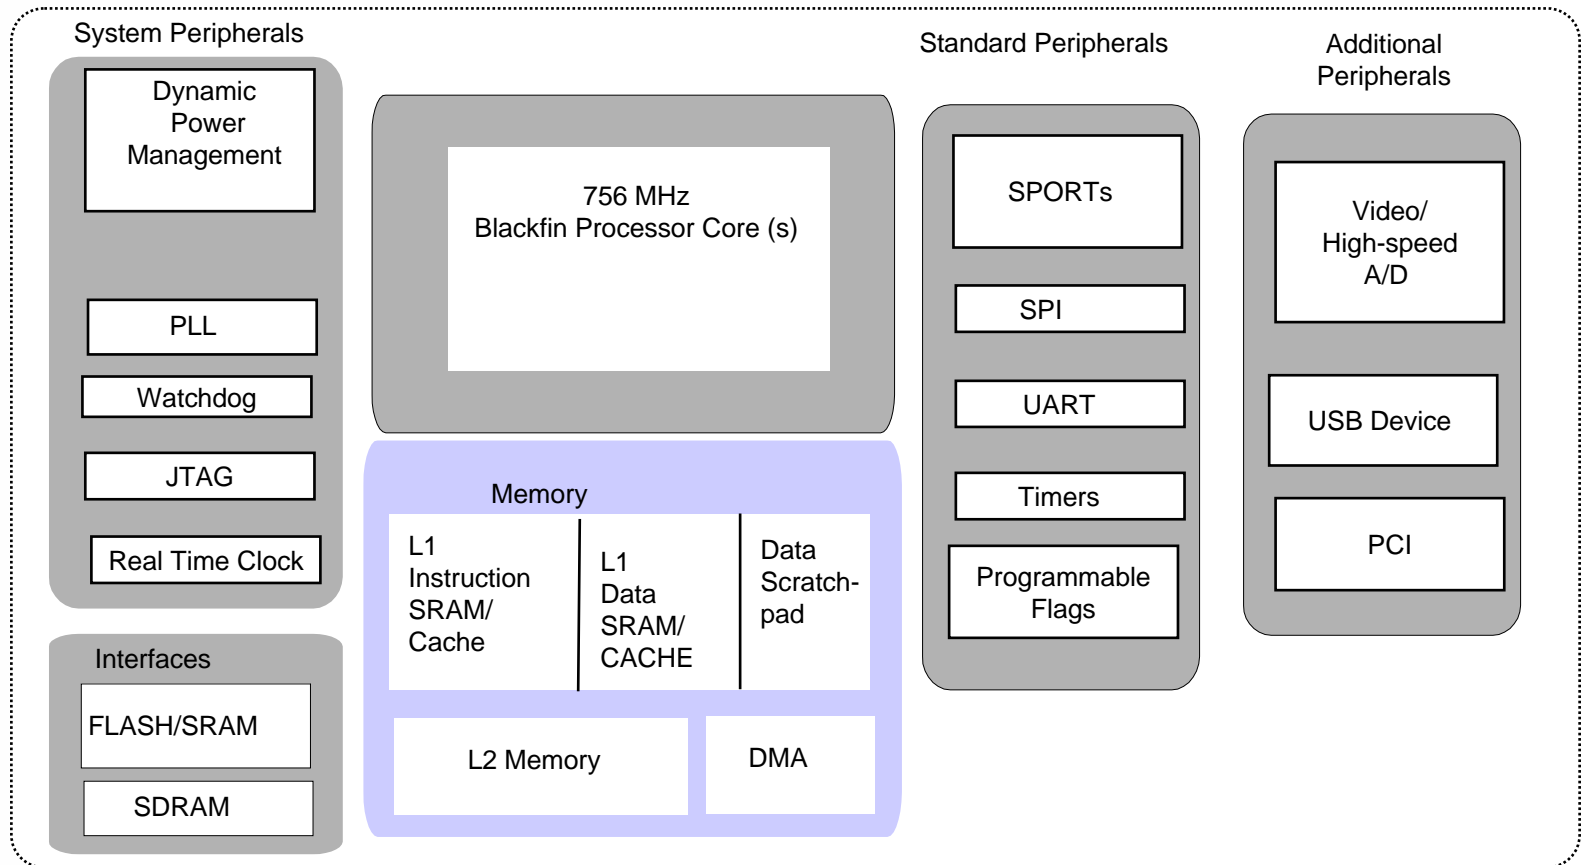 System Peripherals
Dynamic
Power
Management
PLL
Watchdog
JTAG
Real Time Clock
Interfaces
FLASH/SRAM
SDRAM
756 MHz
Blackfin Processor Core (s)
Memory
L1
Instruction
SRAM/
Cache
L1
Data
SRAM/
CACHE
Data
Scratch-
pad
L2 Memory
DMA
Standard Peripherals
SPORTs
SPI
UART
Timers
Programmable
Flags
Additional
Peripherals
Video/
High-speed
A/D
USB Device
PCI